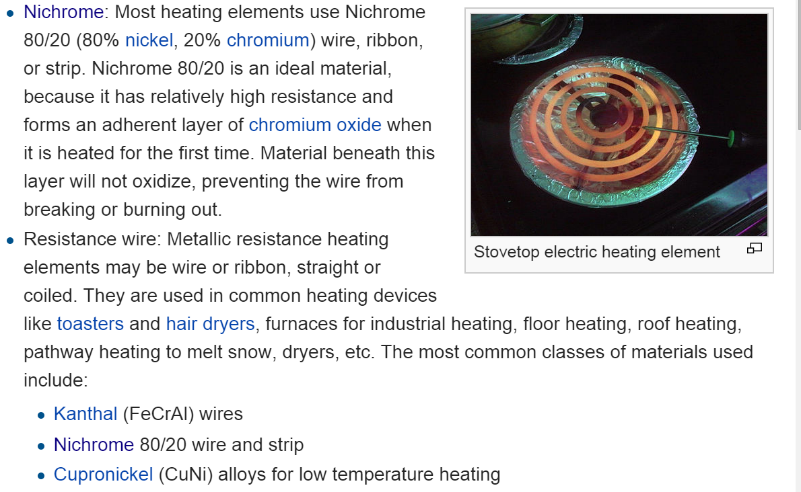 Nichrome: Most heating elements use Nichrome
80/20 (80% nickel, 20% chromium) wire, ribbon,
or strip. Nichrome 80/20 is an ideal material,
because it has relatively high resistance and
forms an adherent layer of chromium oxide when
it is heated for the first time. Material beneath this
layer will not oxidize, preventing the wire from
breaking or burning out.
Stovetop electric heating element
Resistance wire: Metallic resistance heating
elements may be wire or ribbon, straight or
coiled. They are used in common heating devices
like toasters and hair dryers, furnaces for industrial heating, floor heating, roof heating,
pathway heating to melt snow, dryers, etc. The most common classes of materials used
include:
Kanthal (FeCrAl) wires
Nichrome 80/20 wire and strip
Cupronickel (CuNi) alloys for low temperature heating